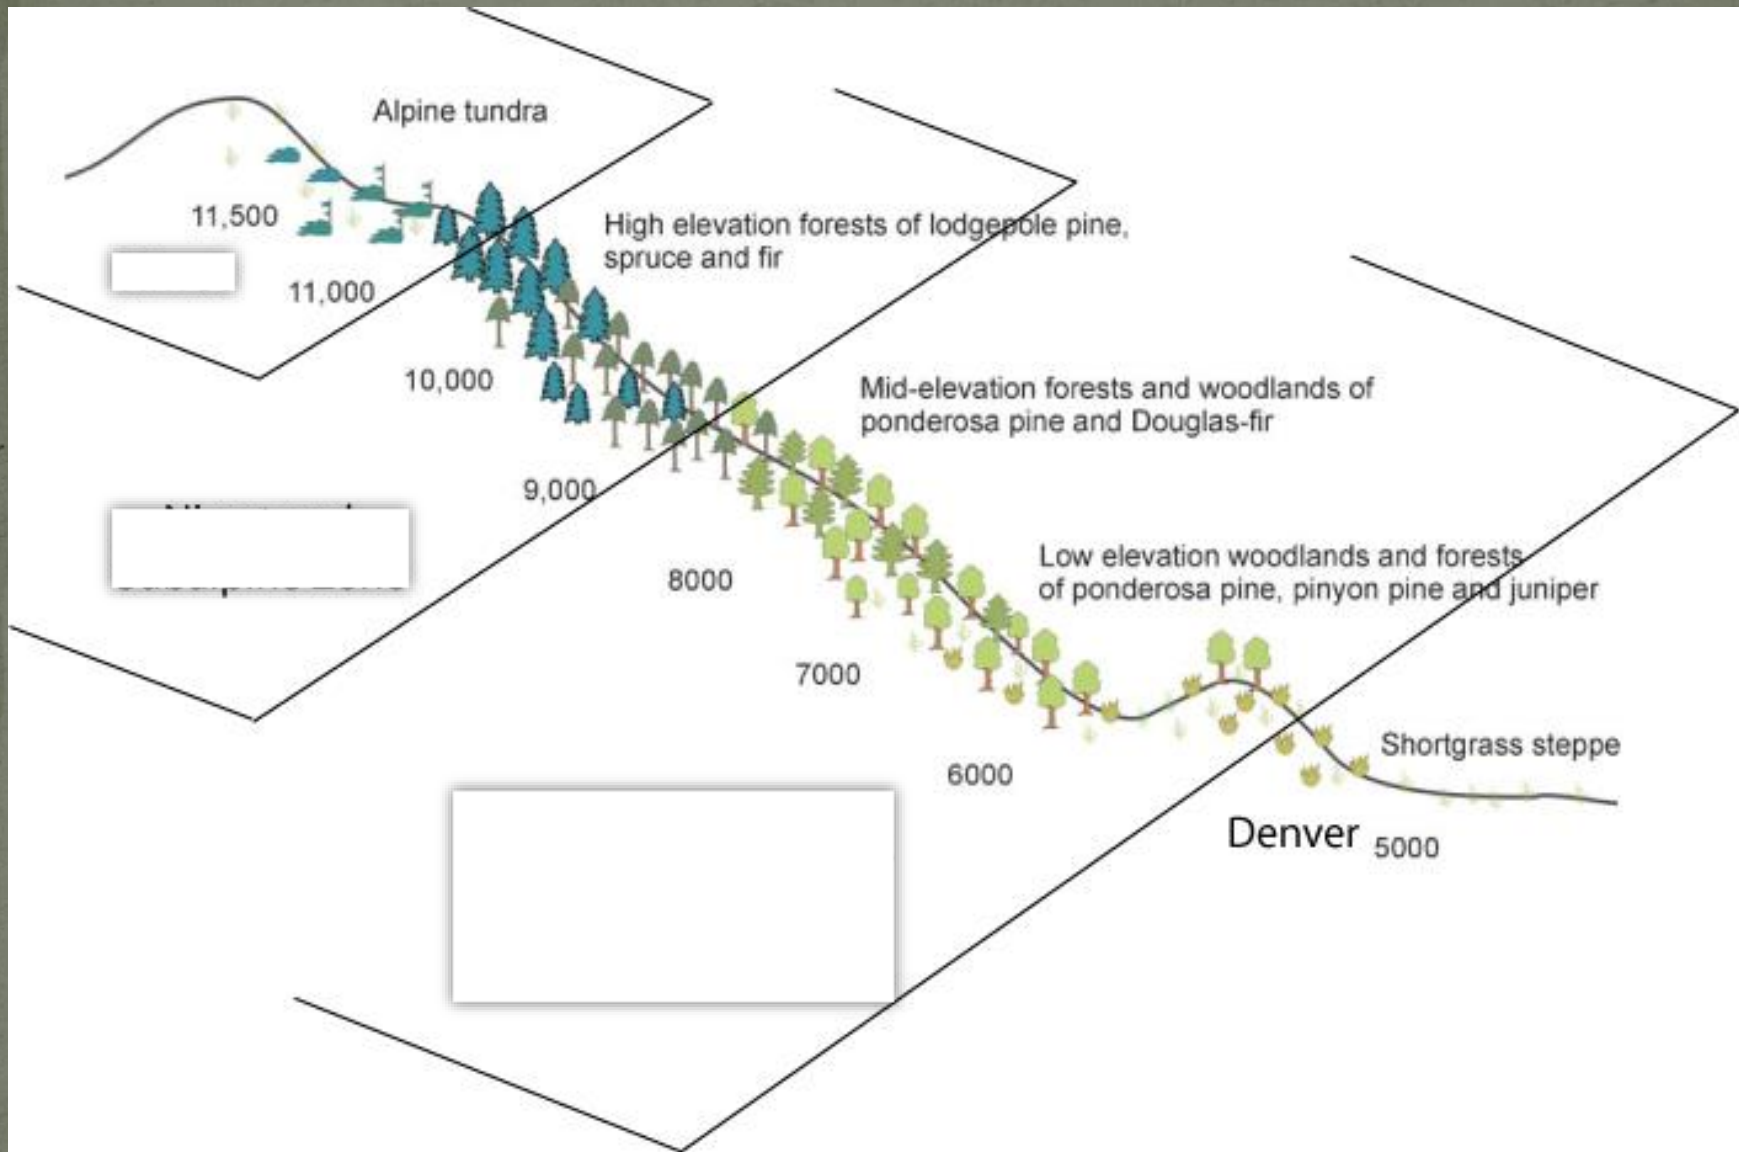 Alpine tundra
11,500
High elevation forests of lodgepole pine,
spruce and fir
11,000
10,000
Mid-elevation forests and woodlands of
ponderosa pine and Douglas-fir
9,000
Low elevation woodlands and forests
of ponderosa pine, pinyon pine and juniper
8000
7000
Shortgrass steppe
6000
Denver 5000